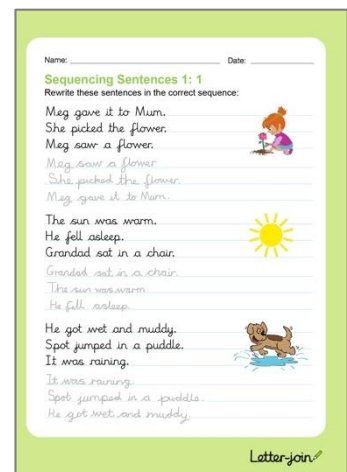 Name: Date:
Sequencing Sentences 1: 1
Rewrite these sentences in the correct sequence:
Meg gave it to Mum.
She picked the flower.
Meg saw a flower.
Meg saw a flower
She picked the flower.
Meg gave it to Mum.
The sun was warm.
He fell asleep.
Grandad sat in a chair.
Grandad sat in a chair.
The sun was warm
He fell asleep.
He got wet and muddy.
Spot jumped in a puddle.
It was raining.
It was raining.
Spot jumped in a puddle.
He got wet and muddy.
Letter-join